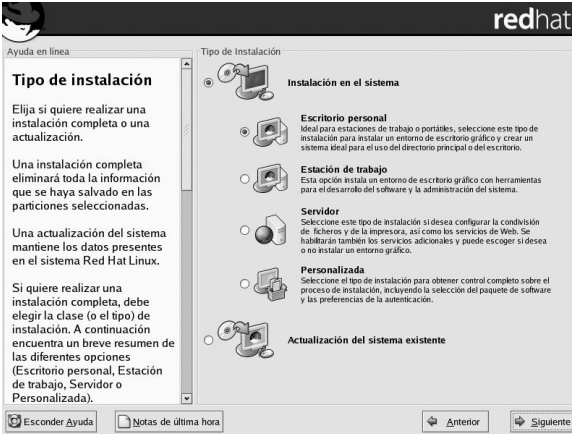 redhat
Ayuda en línea
Tipo de instalación
Elija si quiere realizar una
instalación completa o una
actualización.
Una instalación completa
eliminará toda la información
que se haya salvado en las
particiones seleccionadas.
Una actualización del sistema
mantiene los datos presentes
en el sistema Red Hat Linux.
Si quiere realizar una
instalación completa, debe
elegir la clase (o el tipo) de
instalación. A continuación
encuentra un breve resumen de
las diferentes opciones
(Escritorio personal, Estación
de trabajo, Servidor o
Personalizada).
Tipo de Instalación
Instalación en el sistema
Escritorio personal
Ideal para estaciones de trabajo o portátiles, seleccione este tipo de
instalación para instalar un entorno de escritorio gráfico y crear un
sistema ideal para el uso del directorio principal o del escritorio.
Estación de trabajo
Esta opción instala un entorno de escritorio gráfico con herramientas
para el desarrollo del software y la administración del sistema.
Servidor
Seleccione este tipo de instalación si desea configurar la condivisión
de ficheros y de la impresora, así como los servicios de Web. Se
habilitarán también los servicios adicionales y puede escoger si desea
o no instalar un entorno gráfico.
Personalizada
Seleccione el tipo de instalación para obtener control completo sobre el
proceso de instalación, incluyendo la selección del paquete de software
y las preferencias de la autenticación.
Actualización del sistema existente
Esconder Ayuda
Notas de última hora
Anterior
Siguiente